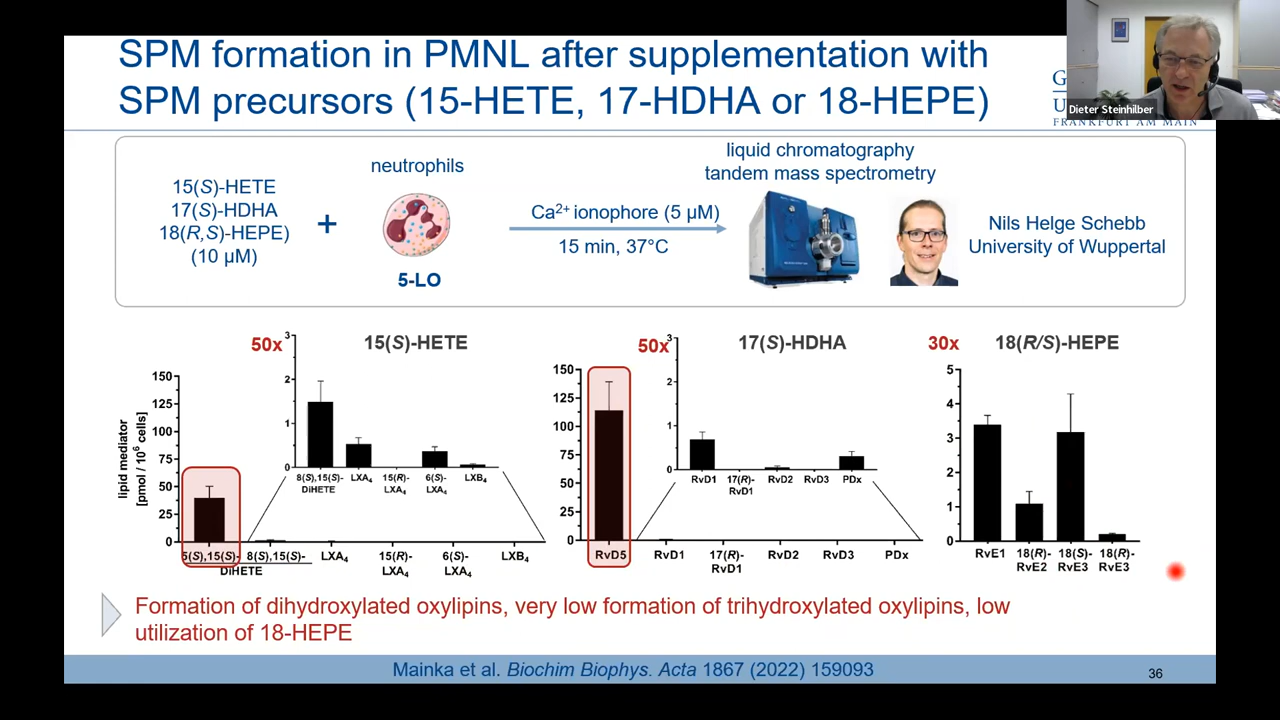 SPM formation in PMNL after supplementation with
SPM precursors (15-HETE, 17-HDHA or 18-HEPE)
Dieter Steinhilber
FRANKFURT AM MAIN
15(S)-HETE
17(S)-HDHA
18(R,S)-HEPE)
(10 µM)
+
neutrophils
5-LO
Ca2+ ionophore (5 µM)
15 min, 37°C
liquid chromatography
tandem mass spectrometry
Nils Helge Schebb
University of Wuppertal
50x
15(S)-HETE
lipid mediator
[pmol / 10⁶ cells]
150
125
100
75
50
25
0
3
2
1
0
8(S),15(S)-
DiHETE
LXA₄
15(R)-
LXA₄
6(S)-
LXA₄
LXB₄
5(S),15(S)-
8(S),15(S)-
DiHETE
LXA₄
15(R)-
LXA₄
6(S)-
LXA₄
LXB₄
50x
17(S)-HDHA
150
125
100
75
50
25
0
3
2
1
0
RvD1
17(R)-
RvD1
RvD2
RvD3
PDx
RvD5
RvD1
17(R)-
RvD1
RvD2
RvD3
PDx
30x
18(R/S)-HEPE
5
4
3
2
1
0
RvE1
18(R)-
RvE2
18(S)-
RvE3
18(R)-
RvE3
Formation of dihydroxylated oxylipins, very low formation of trihydroxylated oxylipins, low
utilization of 18-HEPE
Mainka et al. Biochim Biophys. Acta 1867 (2022) 159093
36